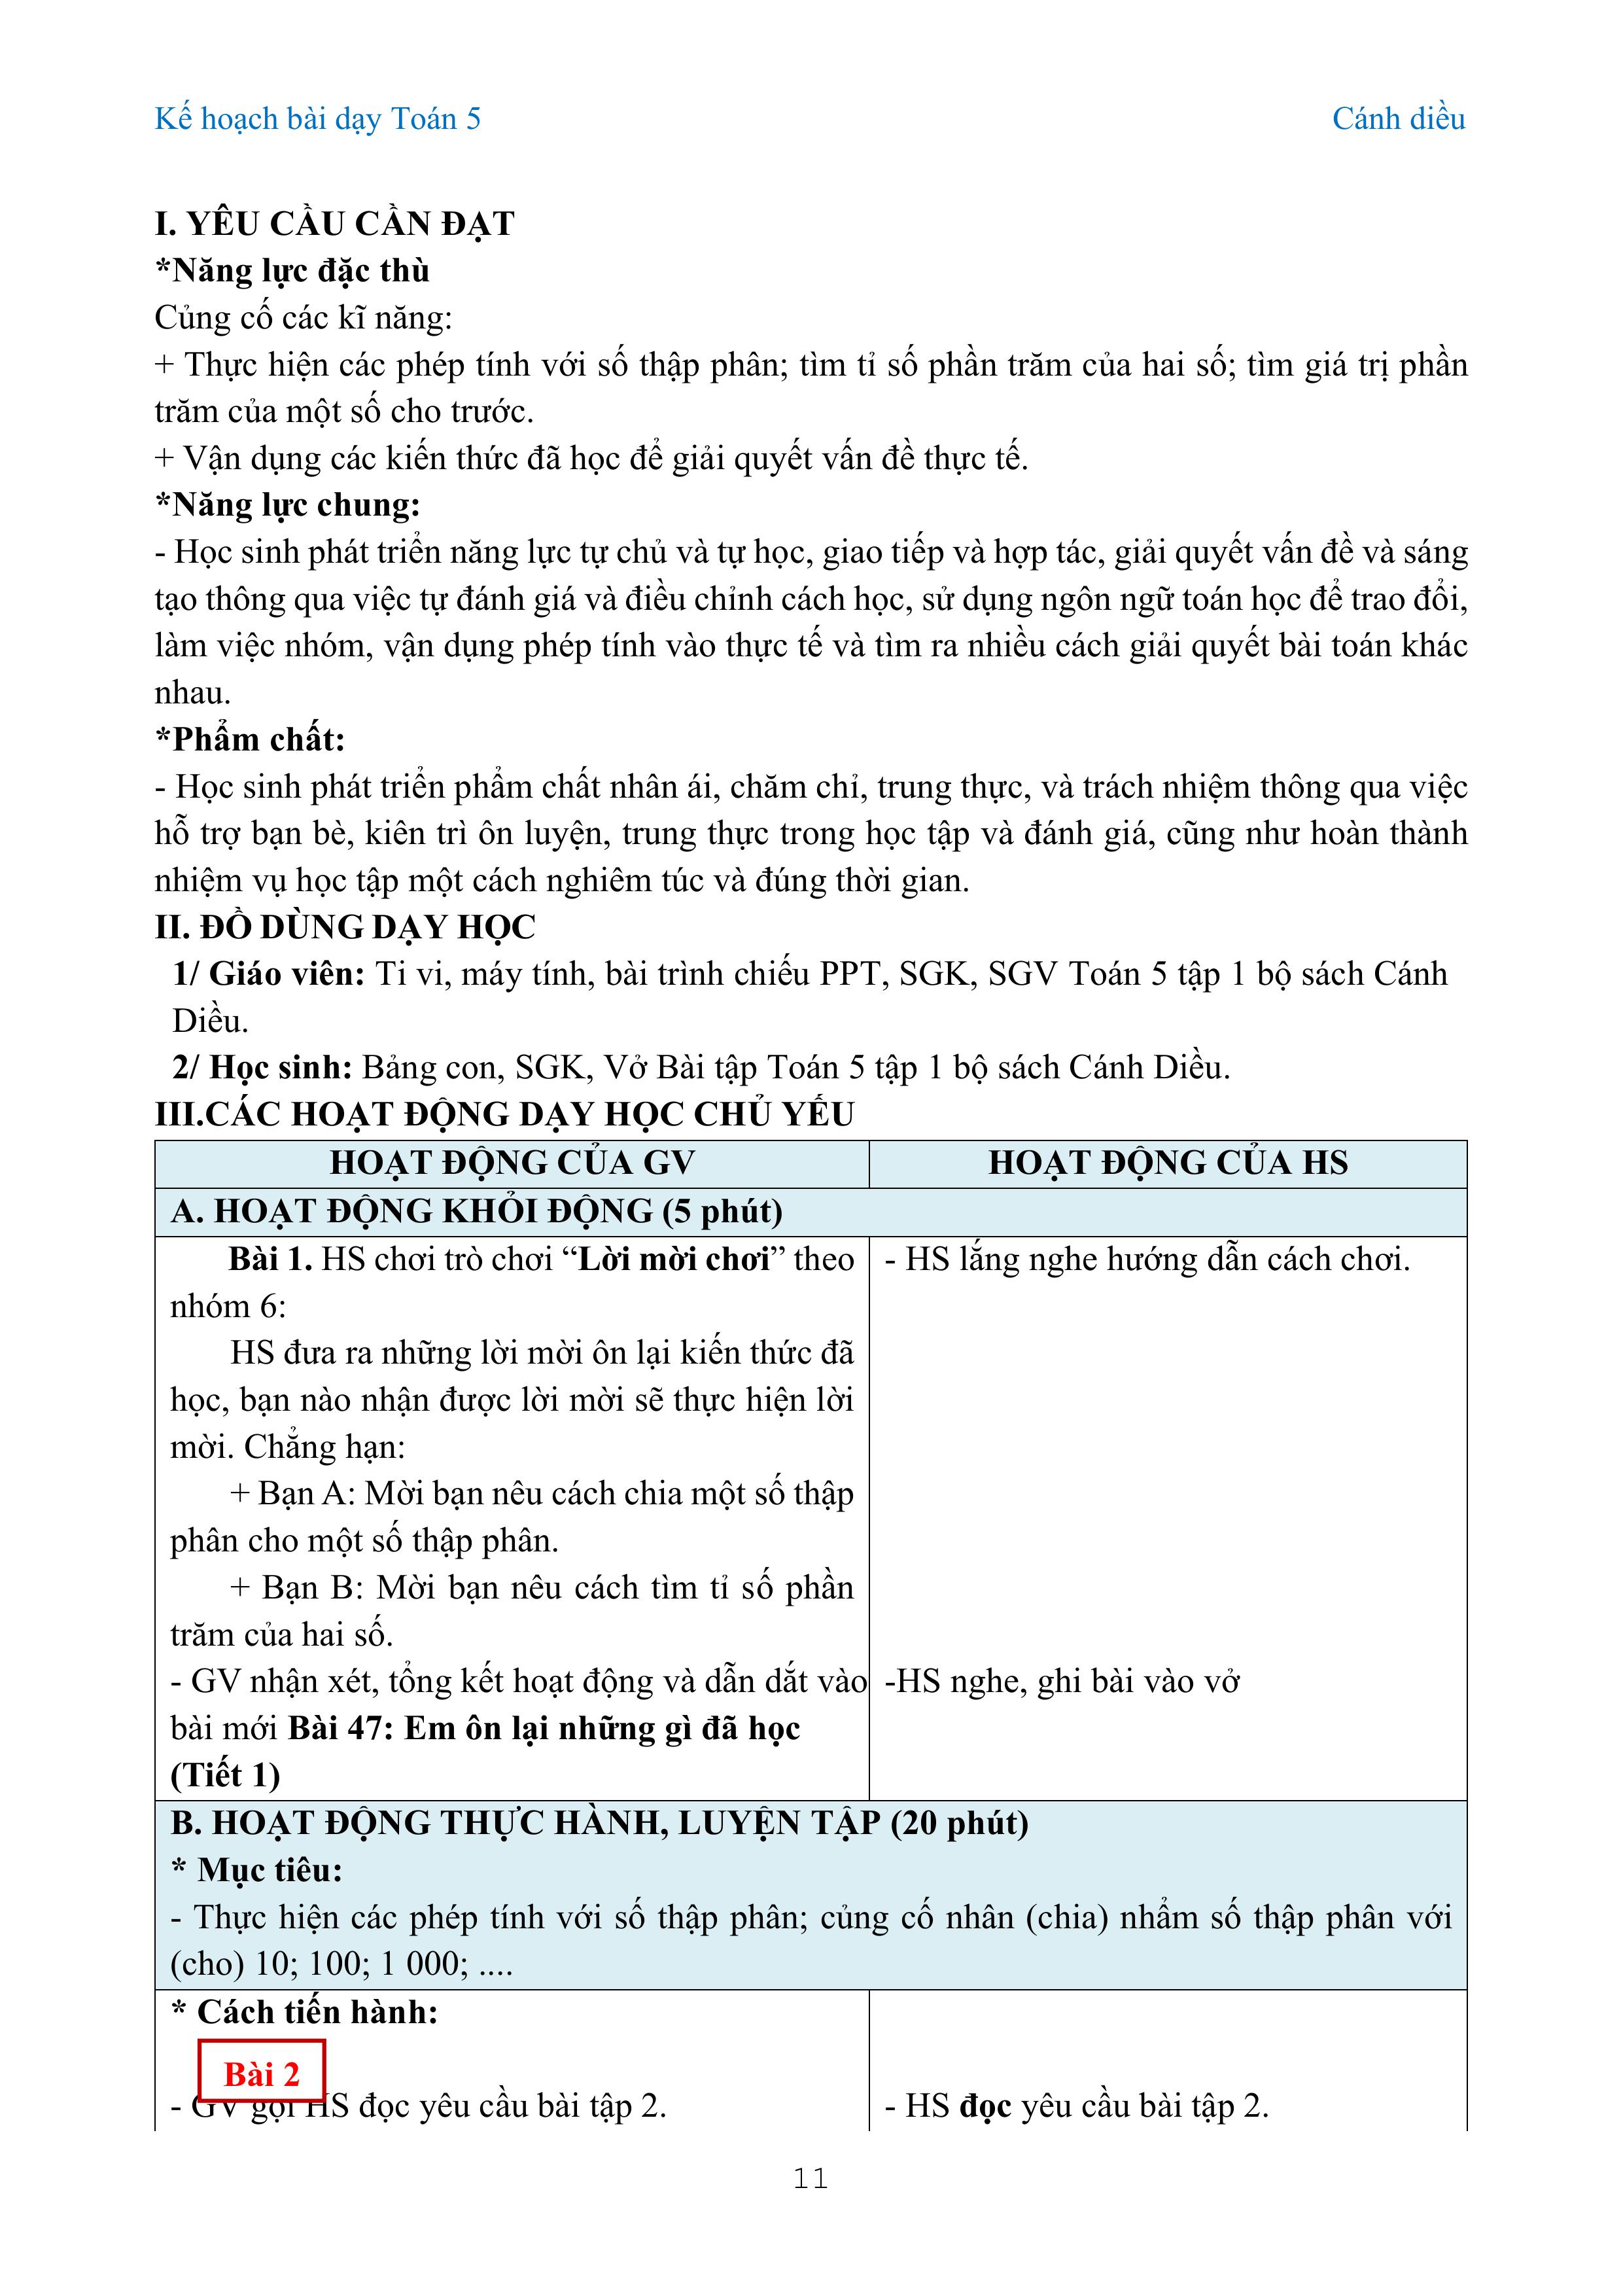 Kế hoạch bài dạy Toán 5 Cánh diều
I. YÊU CẦU CẦN ĐẠT
*Năng lực đặc thù
Củng cố các kĩ năng:
+ Thực hiện các phép tính với số thập phân; tìm tỉ số phần trăm của hai số; tìm giá trị phần
trăm của một số cho trước.
+ Vận dụng các kiến thức đã học để giải quyết vấn đề thực tế.
*Năng lực chung:
- Học sinh phát triển năng lực tự chủ và tự học, giao tiếp và hợp tác, giải quyết vấn đề và sáng
tạo thông qua việc tự đánh giá và điều chỉnh cách học, sử dụng ngôn ngữ toán học để trao đổi,
làm việc nhóm, vận dụng phép tính vào thực tế và tìm ra nhiều cách giải quyết bài toán khác
nhau.
*Phẩm chất:
- Học sinh phát triển phẩm chất nhân ái, chăm chỉ, trung thực, và trách nhiệm thông qua việc
hỗ trợ bạn bè, kiên trì ôn luyện, trung thực trong học tập và đánh giá, cũng như hoàn thành
nhiệm vụ học tập một cách nghiêm túc và đúng thời gian.
II. ĐỒ DÙNG DẠY HỌC
1/ Giáo viên: Ti vi, máy tính, bài trình chiếu PPT, SGK, SGV Toán 5 tập 1 bộ sách Cánh
Diều.
2/ Học sinh: Bảng con, SGK, Vở Bài tập Toán 5 tập 1 bộ sách Cánh Diều.
III.CÁC HOẠT ĐỘNG DẠY HỌC CHỦ YẾU
HOẠT ĐỘNG CỦA GV HOẠT ĐỘNG CỦA HS
A. HOẠT ĐỘNG KHỎI ĐỘNG (5 phút)
Bài 1. HS chơi trò chơi “Lời mời chơi” theo
nhóm 6:
HS đưa ra những lời mời ôn lại kiến thức đã
học, bạn nào nhận được lời mời sẽ thực hiện lời
mời. Chẳng hạn:
+ Bạn A: Mời bạn nêu cách chia một số thập
phân cho một số thập phân.
+ Bạn B: Mời bạn nêu cách tìm tỉ số phần
trăm của hai số.
- GV nhận xét, tổng kết hoạt động và dẫn dắt vào
bài mới Bài 47: Em ôn lại những gì đã học
(Tiết 1)
- HS lắng nghe hướng dẫn cách chơi.
-HS nghe, ghi bài vào vở
B. HOẠT ĐỘNG THỰC HÀNH, LUYỆN TẬP (20 phút)
* Mục tiêu:
- Thực hiện các phép tính với số thập phân; củng cố nhân (chia) nhẩm số thập phân với
(cho) 10; 100; 1 000; ....
* Cách tiến hành:
Bài 2
- GV gọi HS đọc yêu cầu bài tập 2.
- HS đọc yêu cầu bài tập 2.
11